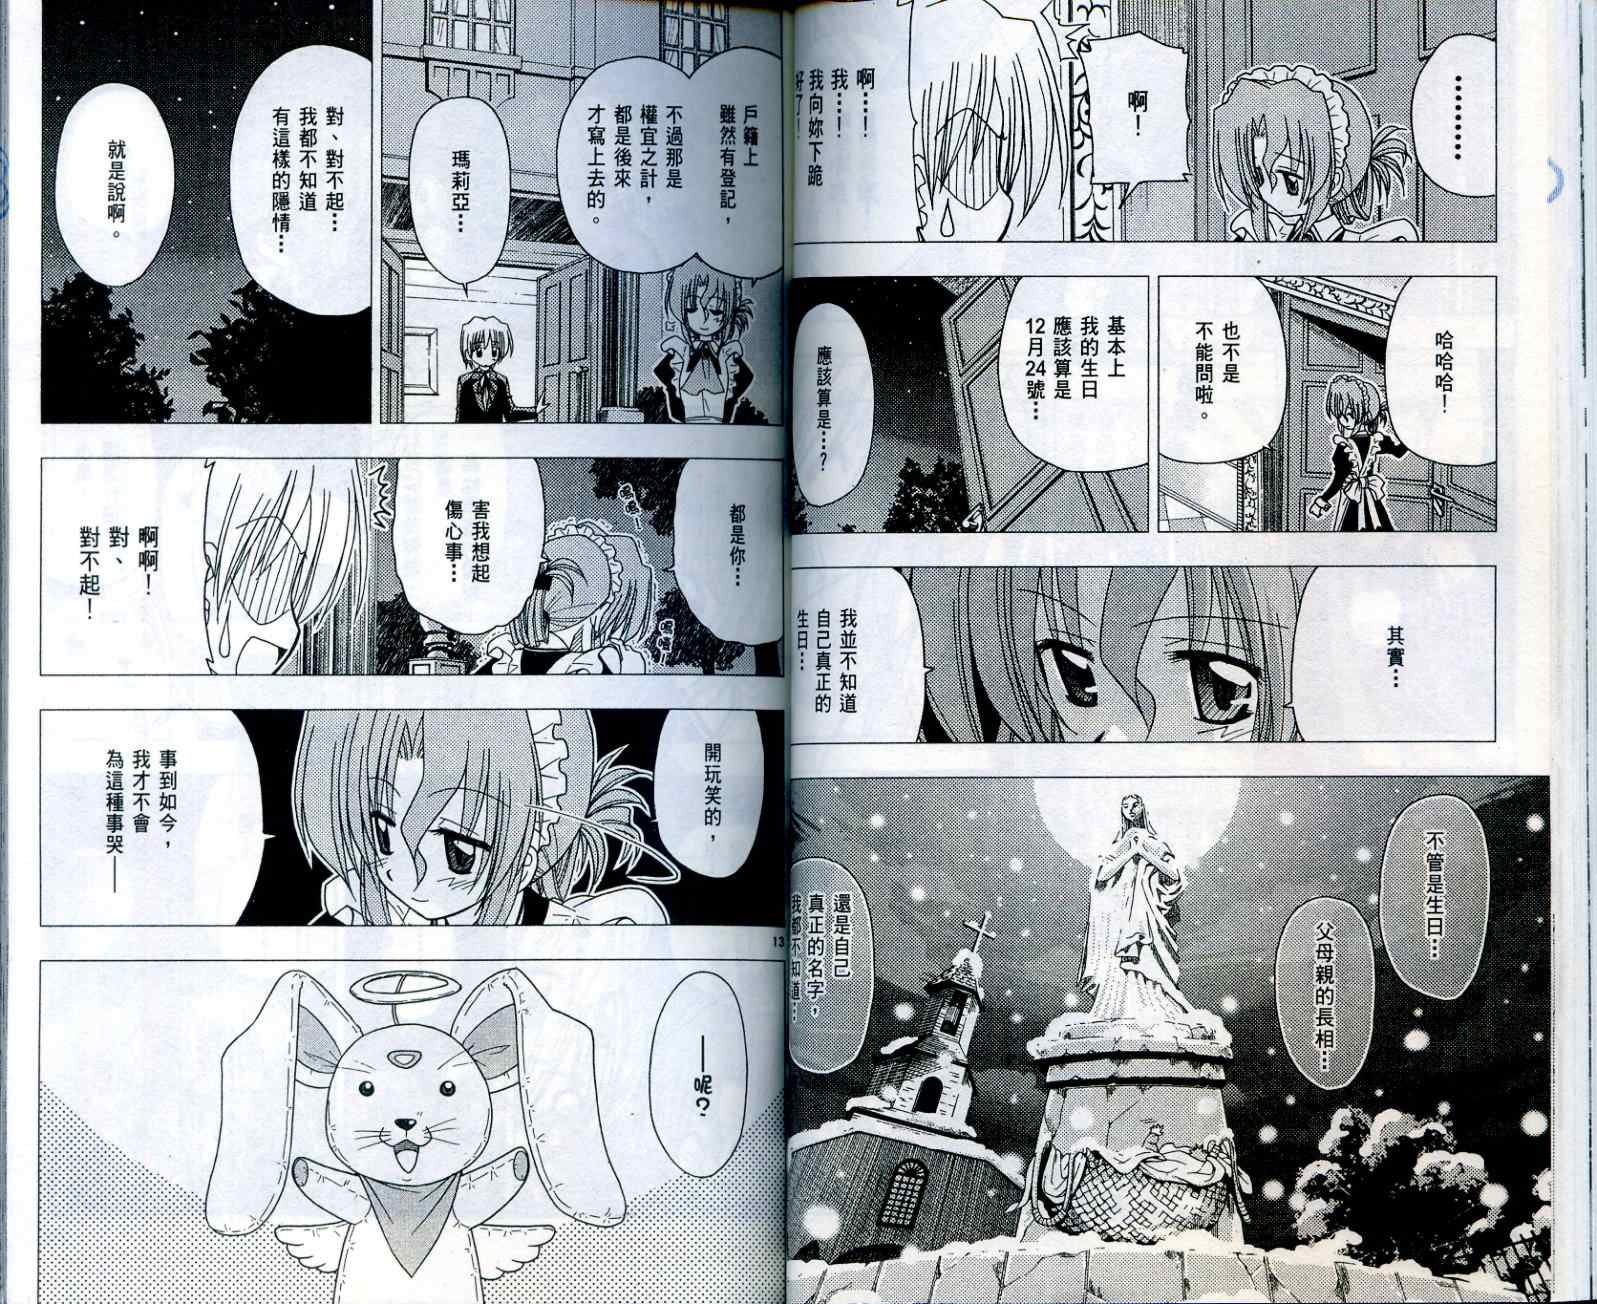 ………
啊！
啊…！
我…！
我向妳下跪
好了！
哈哈哈！
也不是
不能問啦。
基本上
我的生日
應該算是
12月24號…
應該算是…？
其實…
我並不知道
自己真正的
生日…
不管是生日…
父母親的長相…
還是自己
真正的名字，
我都不知道…
戶籍上
雖然有登記，
不過那是
權宜之計，
都是後來
才寫上去的。
瑪莉亞…
對、對不起…
我都不知道
有這樣的隱情…
就是說啊。
都是你…
嗚嗚！
嗚嗚！
害我想起
傷心事…
啊啊！
對、
對不起！
開玩笑的，
事到如今，
我才不會
為這種事哭——
13
——呢？